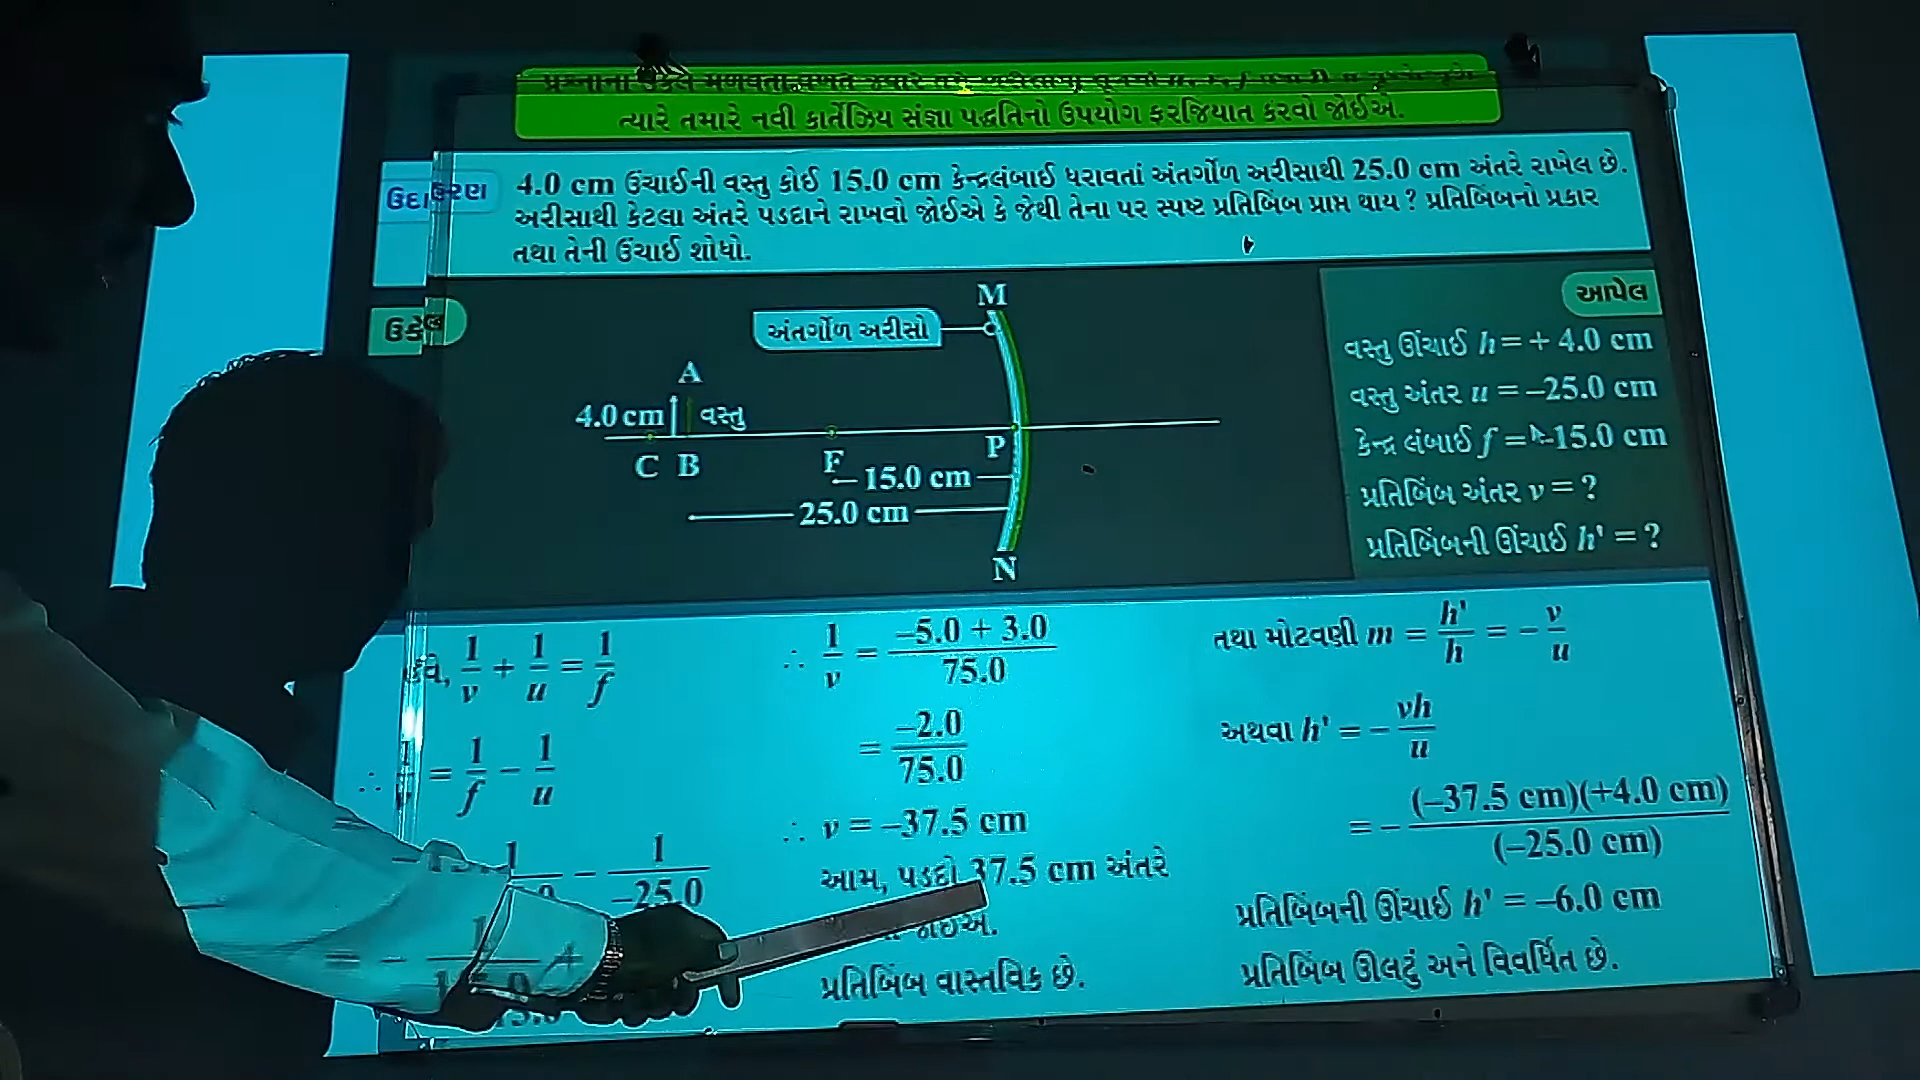 ત્યારે તમારે નવી કાર્તેઝિય સંજ્ઞા પદ્ધતિનો ઉપયોગ ફરજિયાત કરવો જોઈએ.
ઉદાહરણ
4.0 cm ઉંચાઈની વસ્તુ કોઈ 15.0 cm કેન્દ્રલંબાઈ ધરાવતાં અંતર્ગોળ અરીસાથી 25.0 cm અંતરે રાખેલ છે.
અરીસાથી કેટલા અંતરે પડદાને રાખવો જોઈએ કે જેથી તેના પર સ્પષ્ટ પ્રતિબિંબ પ્રાપ્ત થાય ? પ્રતિબિંબનો પ્રકાર
તથા તેની ઉંચાઈ શોધો.
ઉકેલ
M
અંતર્ગોળ અરીસો
A
4.0 cm વસ્તુ
C B F P
15.0 cm
25.0 cm
N
આપેલ
વસ્તુ ઊંચાઈ h = + 4.0 cm
વસ્તુ અંતર u = –25.0 cm
કેન્દ્ર લંબાઈ f = –15.0 cm
પ્રતિબિંબ અંતર v = ?
પ્રતિબિંબની ઊંચાઈ h' = ?
1/v + 1/u = 1/f
= 1/f – 1/u
– 1/–25.0
∴ 1/v = –5.0 + 3.0/75.0
= –2.0/75.0
∴ v = –37.5 cm
આમ, પડદો 37.5 cm અંતરે
જોઈએ.
પ્રતિબિંબ વાસ્તવિક છે.
તથા મોટવણી m = h'/h = – v/u
અથવા h' = – vh/u
= – (–37.5 cm)(+4.0 cm)/(–25.0 cm)
પ્રતિબિંબની ઊંચાઈ h' = –6.0 cm
પ્રતિબિંબ ઊલટું અને વિવર્ધિત છે.